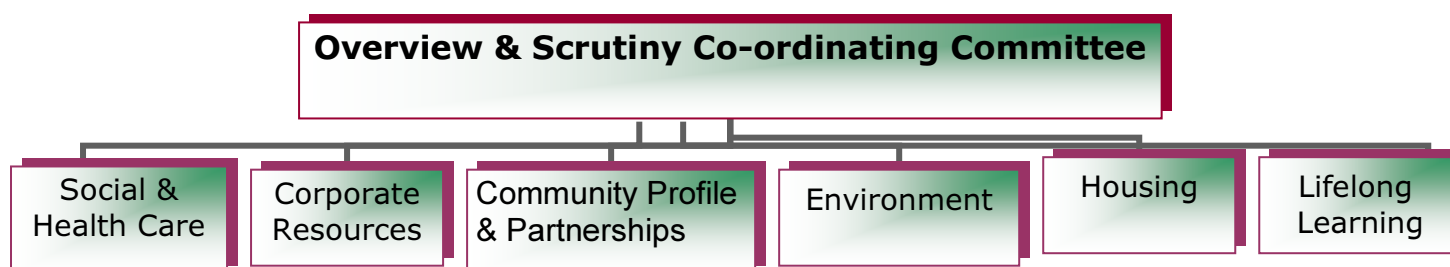 Overview & Scrutiny Co-ordinating Committee
Social &
Health Care
Corporate
Resources
Community Profile
& Partnerships
Environment
Housing
Lifelong
Learning